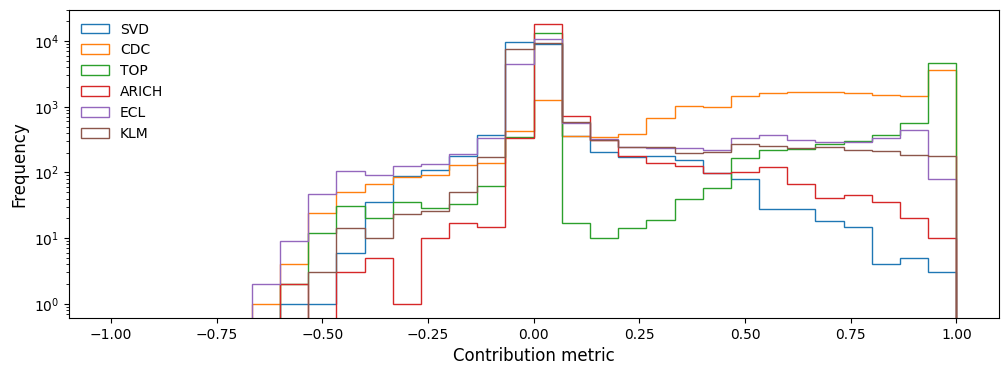 SVD
CDC
TOP
ARICH
ECL
KLM
Frequency
10⁴
10³
10²
10¹
10⁰
−1.00 −0.75 −0.50 −0.25 0.00 0.25 0.50 0.75 1.00
Contribution metric